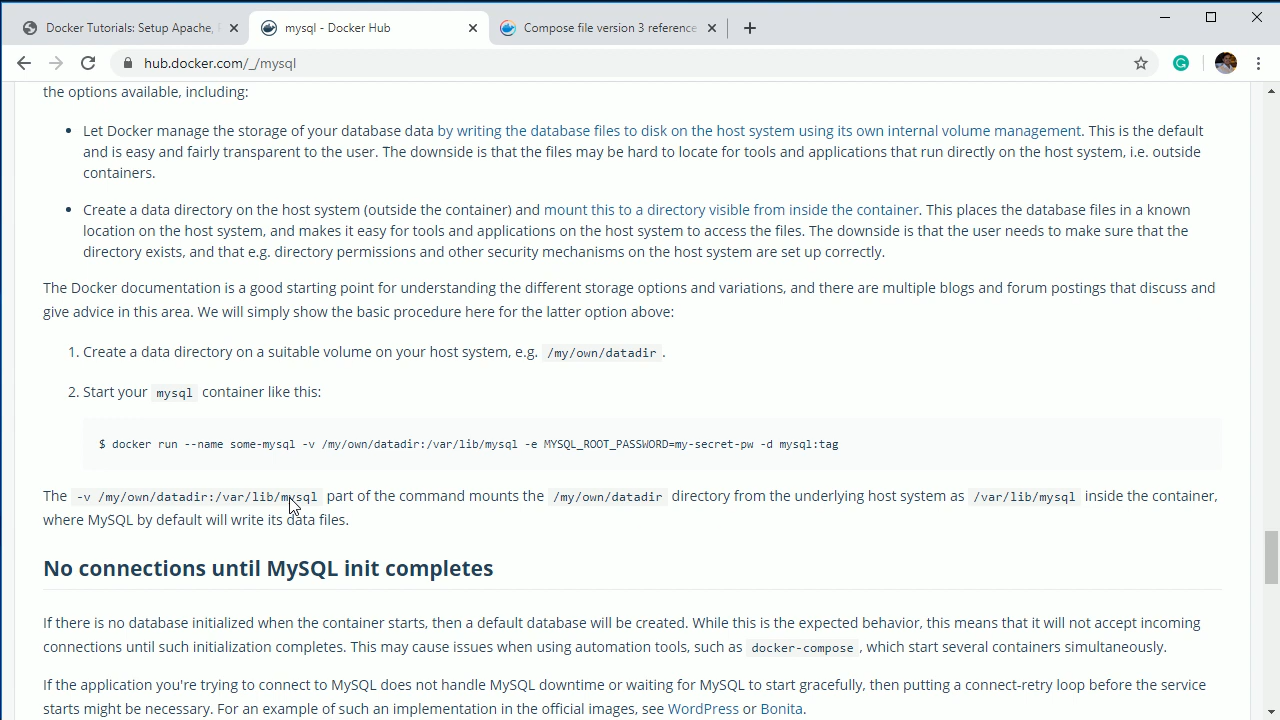 Docker Tutorials: Setup Apache,
mysql - Docker Hub
Compose file version 3 reference
hub.docker.com/_/mysql
the options available, including:
• Let Docker manage the storage of your database data by writing the database files to disk on the host system using its own internal volume management. This is the default
and is easy and fairly transparent to the user. The downside is that the files may be hard to locate for tools and applications that run directly on the host system, i.e. outside
containers.
• Create a data directory on the host system (outside the container) and mount this to a directory visible from inside the container. This places the database files in a known
location on the host system, and makes it easy for tools and applications on the host system to access the files. The downside is that the user needs to make sure that the
directory exists, and that e.g. directory permissions and other security mechanisms on the host system are set up correctly.
The Docker documentation is a good starting point for understanding the different storage options and variations, and there are multiple blogs and forum postings that discuss and
give advice in this area. We will simply show the basic procedure here for the latter option above:
1. Create a data directory on a suitable volume on your host system, e.g. /my/own/datadir .
2. Start your mysql container like this:
$ docker run --name some-mysql -v /my/own/datadir:/var/lib/mysql -e MYSQL_ROOT_PASSWORD=my-secret-pw -d mysql:tag
The -v /my/own/datadir:/var/lib/mysql part of the command mounts the /my/own/datadir directory from the underlying host system as /var/lib/mysql inside the container,
where MySQL by default will write its data files.
No connections until MySQL init completes
If there is no database initialized when the container starts, then a default database will be created. While this is the expected behavior, this means that it will not accept incoming
connections until such initialization completes. This may cause issues when using automation tools, such as docker-compose , which start several containers simultaneously.
If the application you're trying to connect to MySQL does not handle MySQL downtime or waiting for MySQL to start gracefully, then putting a connect-retry loop before the service
starts might be necessary. For an example of such an implementation in the official images, see WordPress or Bonita.